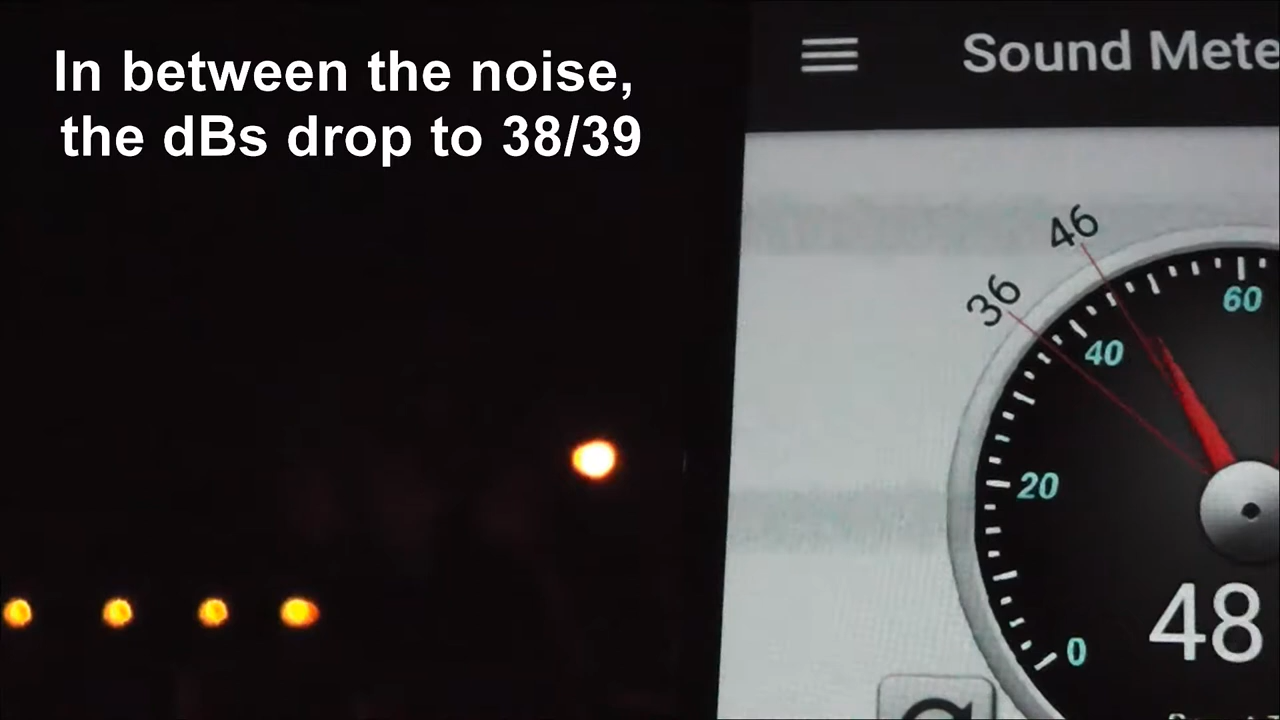 In between the noise,
the dBs drop to 38/39
Sound Mete
46
36
60
40
20
0
48